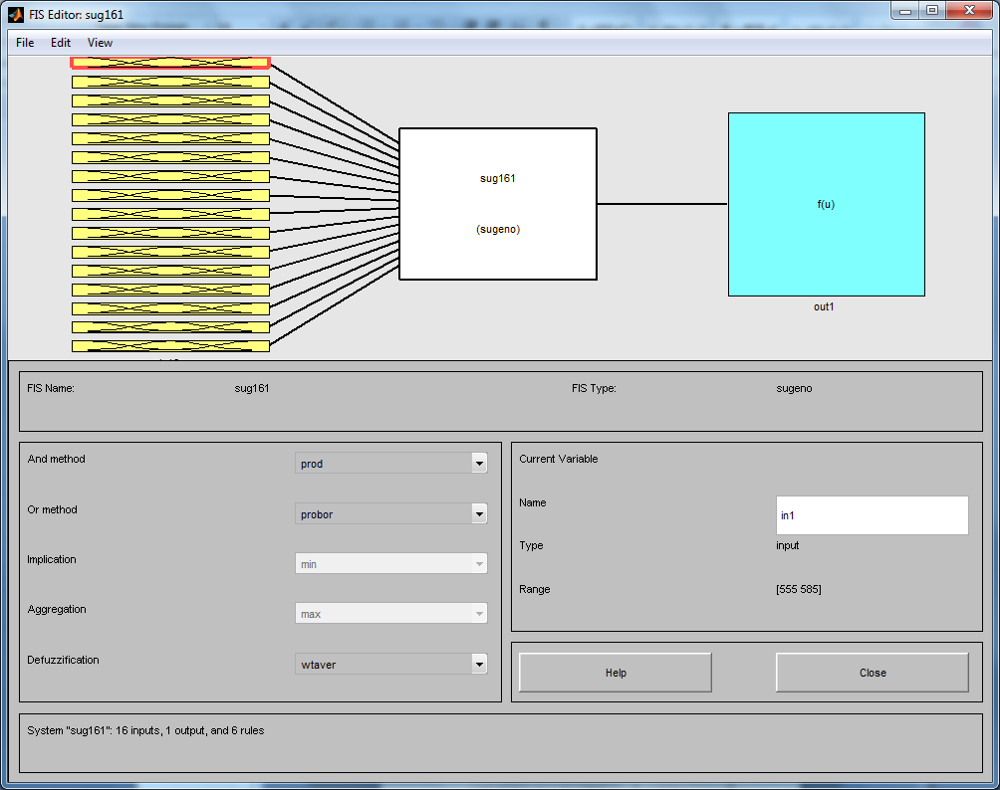 FIS Editor: sug161
File Edit View
sug161
(sugeno)
f(u)
out1
FIS Name: sug161 FIS Type: sugeno
And method prod
Or method probor
Implication min
Aggregation max
Defuzzification wtaver
Current Variable
Name in1
Type input
Range [555 585]
Help Close
System "sug161": 16 inputs, 1 output, and 6 rules